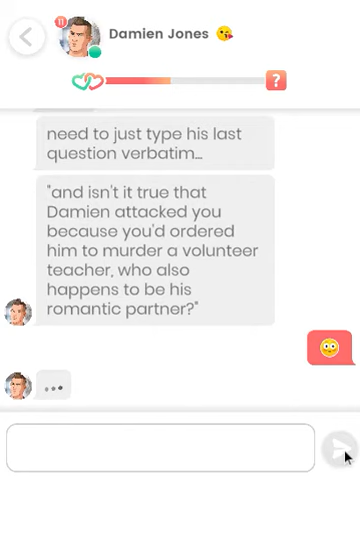 11
Damien Jones 😘
?
need to just type his last
question verbatim...
"and isn't it true that
Damien attacked you
because you'd ordered
him to murder a volunteer
teacher, who also
happens to be his
romantic partner?"
...